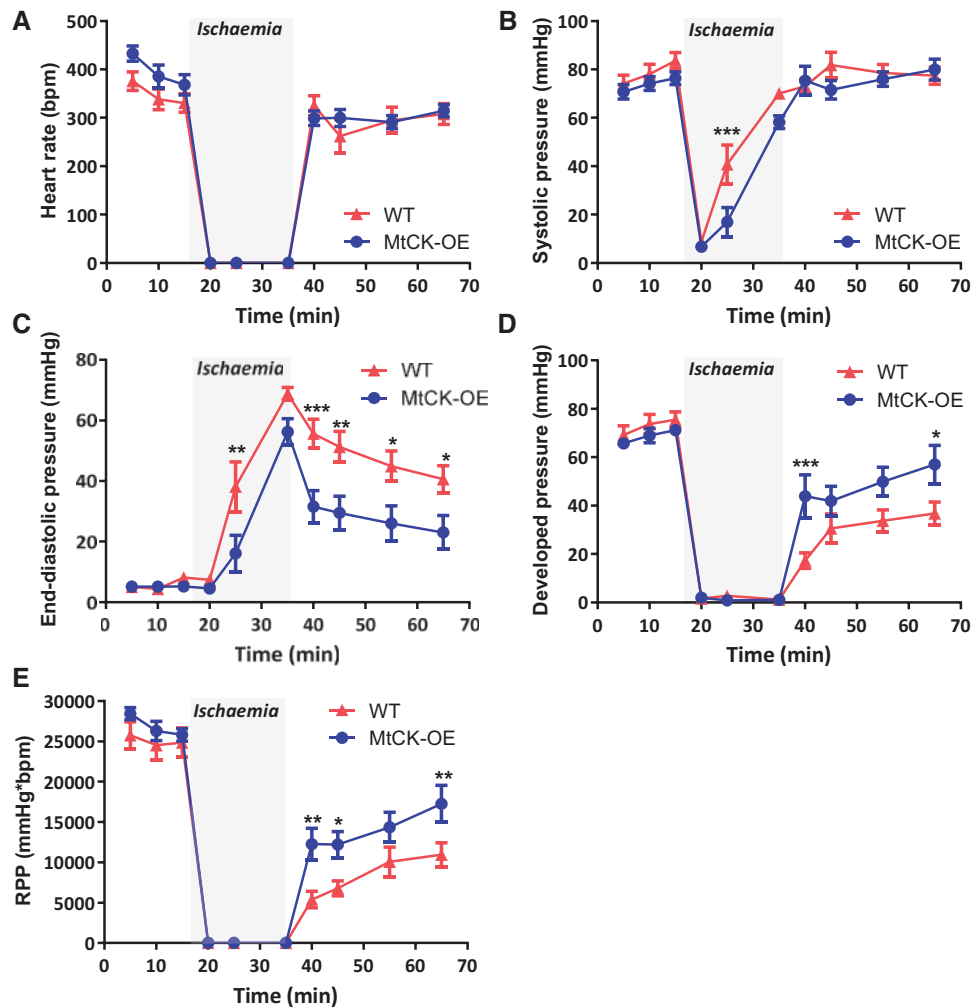 A
Heart rate (bpm)
500
400
300
200
100
0
Ischaemia
WT
MtCK-OE
0 10 20 30 40 50 60 70
Time (min)
B
Systolic pressure (mmHg)
100
80
60
40
20
0
Ischaemia
***
WT
MtCK-OE
0 10 20 30 40 50 60 70
Time (min)
C
End-diastolic pressure (mmHg)
80
60
40
20
0
Ischaemia
WT
MtCK-OE
** *** ** * *
0 10 20 30 40 50 60 70
Time (min)
D
Developed pressure (mmHg)
100
80
60
40
20
0
Ischaemia
WT
MtCK-OE
*** *
0 10 20 30 40 50 60 70
Time (min)
E
RPP (mmHg*bpm)
30000
25000
20000
15000
10000
5000
0
Ischaemia
WT
MtCK-OE
** * **
0 10 20 30 40 50 60 70
Time (min)